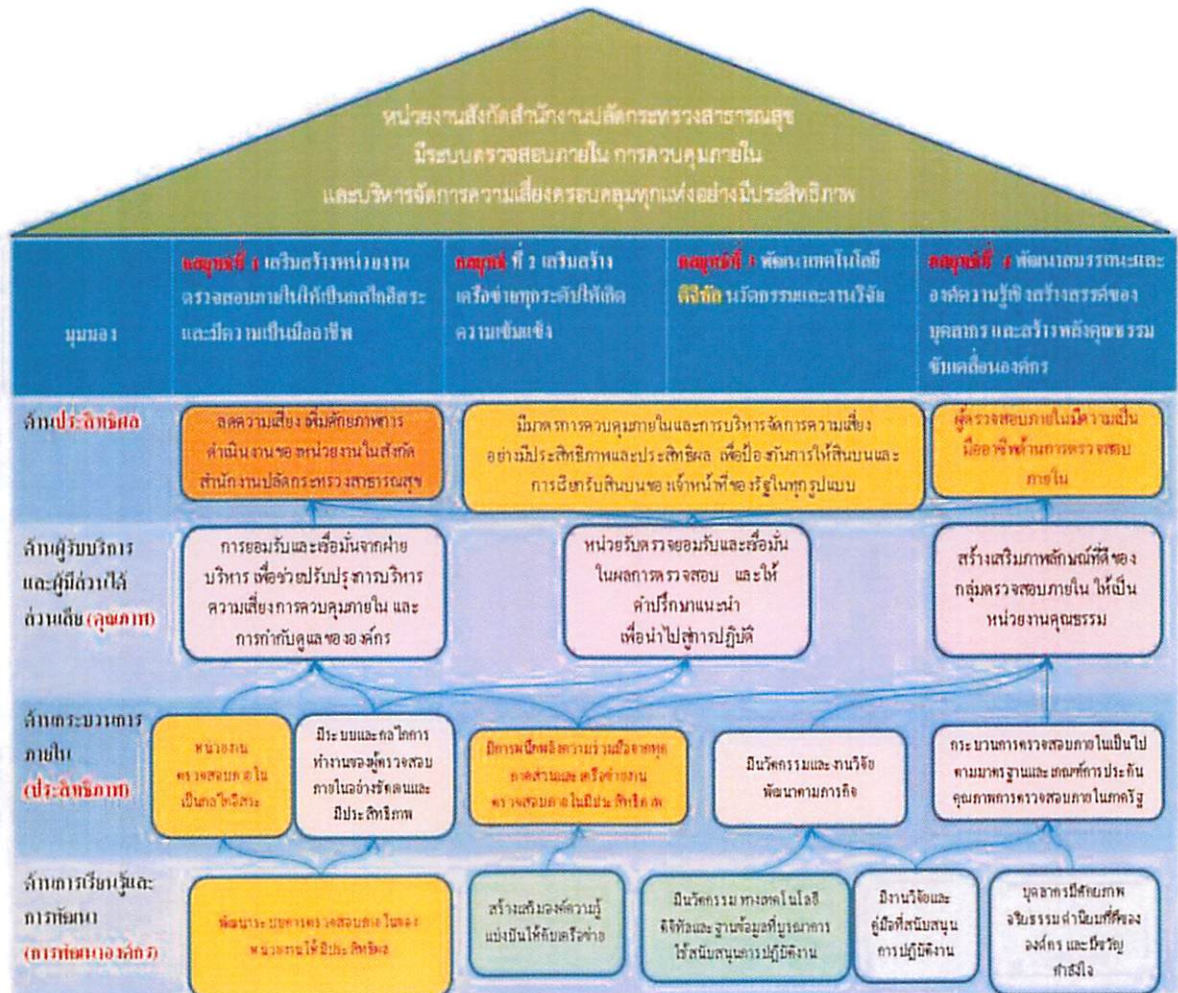 หน่วยงานสังกัดสำนักงานปลัดกระทรวงสาธารณสุข
มีระบบตรวจสอบภายใน การควบคุมภายใน
และบริหารจัดการความเสี่ยงครอบคลุมทุกแห่งอย่างมีประสิทธิภาพ
มุมมอง
กลยุทธ์ที่ 1 เสริมสร้างหน่วยงาน
ตรวจสอบภายในให้เป็นกลไกอิสระ
และมีความเป็นมืออาชีพ
กลยุทธ์ ที่ 2 เสริมสร้าง
เครือข่ายทุกระดับให้เกิด
ความเข้มแข็ง
กลยุทธ์ที่ 3 พัฒนาเทคโนโลยี
ดิจิทัล นวัตกรรมและงานวิจัย
กลยุทธ์ที่ 4 พัฒนาสมรรถนะและ
องค์ความรู้เชิงสร้างสรรค์ของ
บุคลากร และสร้างพลังคุณธรรม
ขับเคลื่อนองค์กร
ด้านประสิทธิผล
ลดความเสี่ยง เพิ่มศักยภาพการ
ดำเนินงานของหน่วยงานในสังกัด
สำนักงานปลัดกระทรวงสาธารณสุข
มีมาตรการควบคุมภายในและการบริหารจัดการความเสี่ยง
อย่างมีประสิทธิภาพและประสิทธิผล เพื่อป้องกันการให้สินบนและ
การเรียกรับสินบนของเจ้าหน้าที่ของรัฐในทุกรูปแบบ
ผู้ตรวจสอบภายในมีความเป็น
มืออาชีพด้านการตรวจสอบ
ภายใน
ด้านผู้รับบริการ
และผู้มีส่วนได้
ส่วนเสีย (คุณภาพ)
การยอมรับและเชื่อมั่นจากฝ่าย
บริหาร เพื่อช่วยปรับปรุงการบริหาร
ความเสี่ยง การควบคุมภายใน และ
การกำกับดูแลขององค์กร
หน่วยรับตรวจยอมรับและเชื่อมั่น
ในผลการตรวจสอบ และให้
คำปรึกษาแนะนำ
เพื่อนำไปสู่การปฏิบัติ
สร้างเสริมภาพลักษณ์ที่ดีของ
กลุ่มตรวจสอบภายใน ให้เป็น
หน่วยงานคุณธรรม
ด้านกระบวนการ
ภายใน
(ประสิทธิภาพ)
หน่วยงาน
ตรวจสอบภายใน
เป็นกลไกอิสระ
มีระบบและกลไกการ
ทำงานของผู้ตรวจสอบ
ภายในอย่างชัดเจนและ
มีประสิทธิภาพ
มีการผนึกพลังความร่วมมือจากทุก
ภาคส่วนและเครือข่ายงาน
ตรวจสอบภายในมีประสิทธิภาพ
มีนวัตกรรมและงานวิจัย
พัฒนาตามภารกิจ
กระบวนการตรวจสอบภายในเป็นไป
ตามมาตรฐานและเกณฑ์การประกัน
คุณภาพการตรวจสอบภายในภาครัฐ
ด้านการเรียนรู้และ
การพัฒนา
(การพัฒนาองค์กร)
พัฒนาระบบการตรวจสอบภายในของ
หน่วยงานให้มีประสิทธิผล
สร้างเสริมองค์ความรู้
แบ่งปันให้กับเครือข่าย
มีนวัตกรรมทางเทคโนโลยี
ดิจิทัลและฐานข้อมูลที่บูรณาการ
ใช้สนับสนุนการปฏิบัติงาน
มีงานวิจัยและ
คู่มือที่สนับสนุน
การปฏิบัติงาน
บุคลากรมีศักยภาพ
จริยธรรม ค่านิยมที่ดีของ
องค์กร และมีขวัญ
กำลังใจ